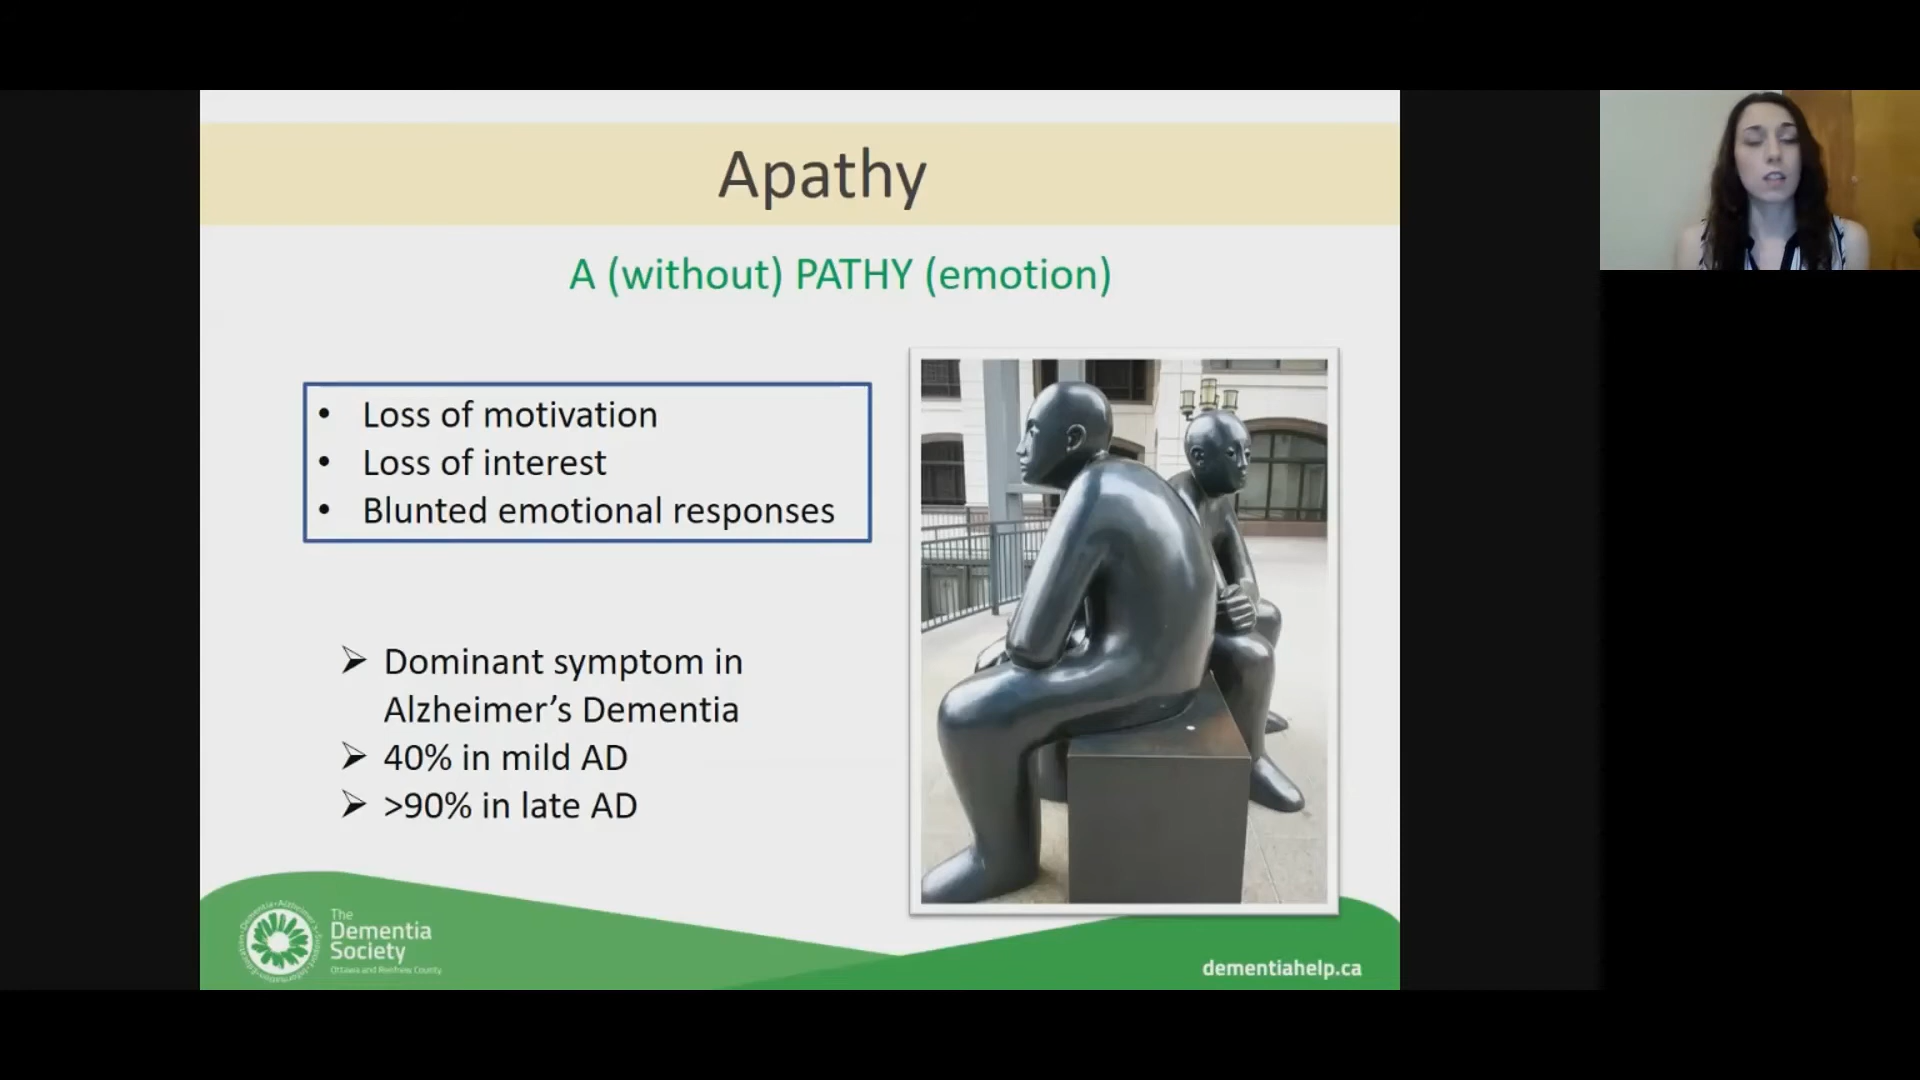 Apathy
A (without) PATHY (emotion)
• Loss of motivation
• Loss of interest
• Blunted emotional responses
➢ Dominant symptom in
Alzheimer’s Dementia
➢ 40% in mild AD
➢ >90% in late AD
The
Dementia
Society
Ottawa and Renfrew County
dementiahelp.ca